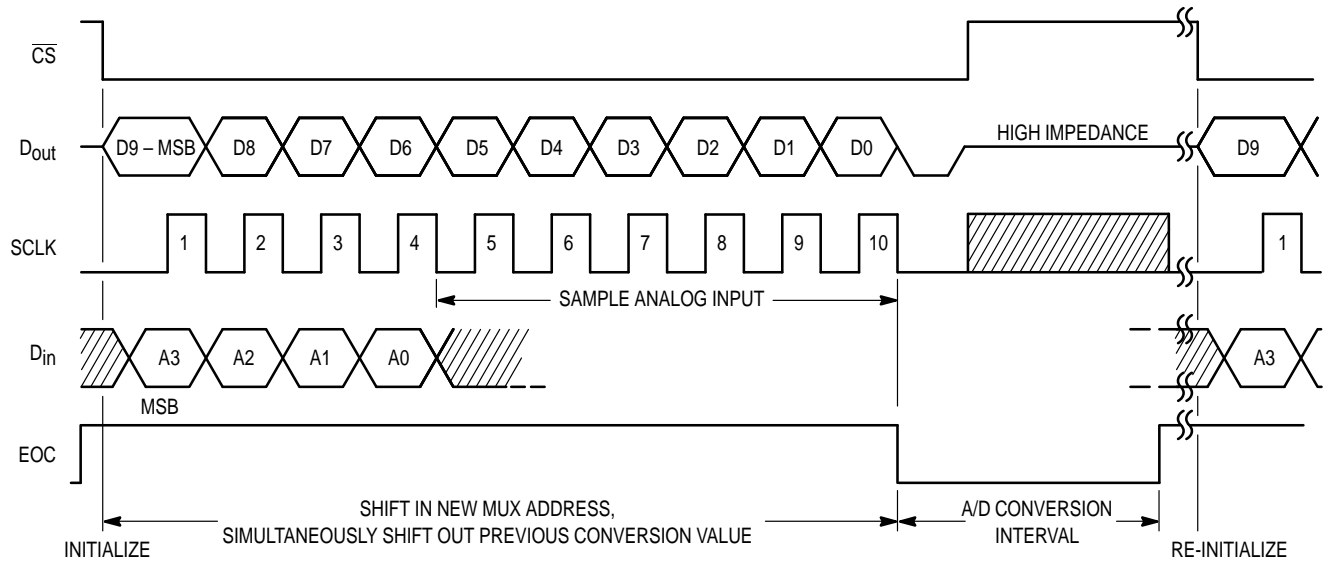 CS
Dout
D9 – MSB D8 D7 D6 D5 D4 D3 D2 D1 D0 HIGH IMPEDANCE D9
SCLK
1 2 3 4 5 6 7 8 9 10 1
SAMPLE ANALOG INPUT
Din
A3 A2 A1 A0 A3
MSB
EOC
SHIFT IN NEW MUX ADDRESS,
SIMULTANEOUSLY SHIFT OUT PREVIOUS CONVERSION VALUE
A/D CONVERSION
INTERVAL
INITIALIZE
RE-INITIALIZE